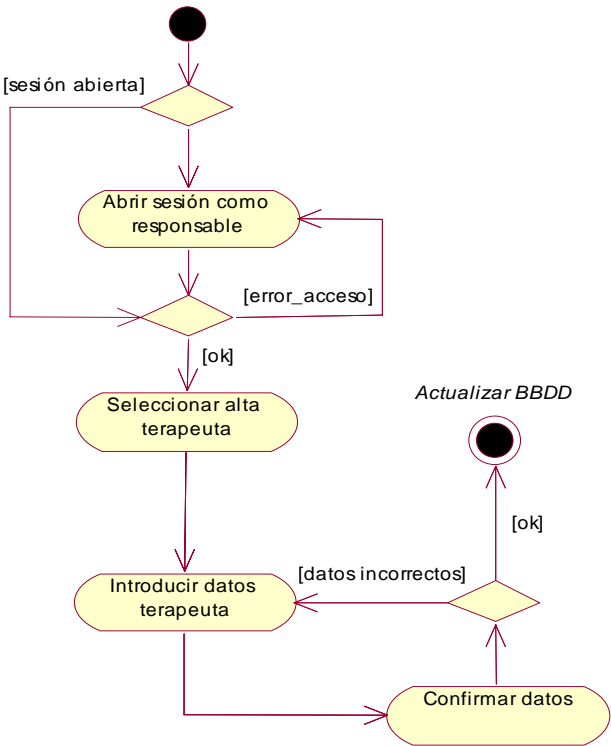 [sesión abierta]
Abrir sesión como
responsable
[error_acceso]
[ok]
Seleccionar alta
terapeuta
Actualizar BBDD
[ok]
[datos incorrectos]
Introducir datos
terapeuta
Confirmar datos